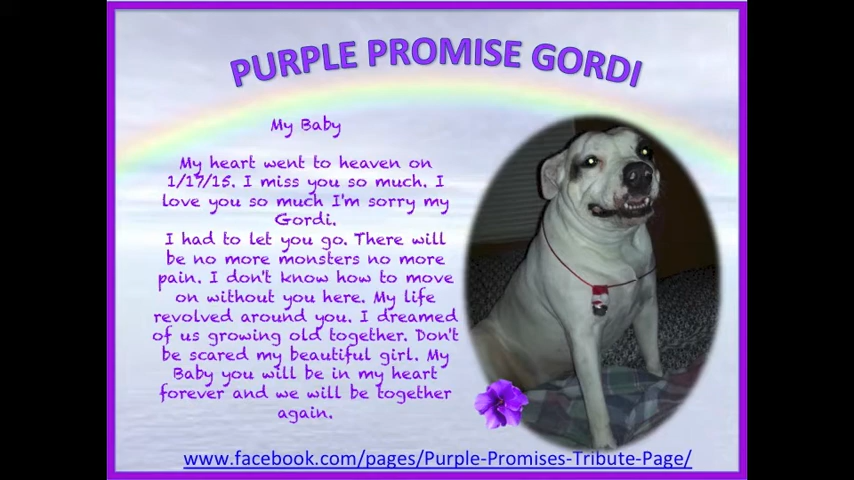 PURPLE PROMISE GORDI
My Baby
My heart went to heaven on
1/17/15. I miss you so much. I
love you so much I'm sorry my
Gordi.
I had to let you go. There will
be no more monsters no more
pain. I don't know how to move
on without you here. My life
revolved around you. I dreamed
of us growing old together. Don't
be scared my beautiful girl. My
Baby you will be in my heart
forever and we will be together
again.
www.facebook.com/pages/Purple-Promises-Tribute-Page/